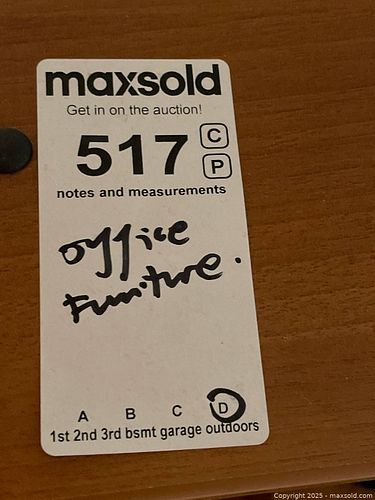 maxsold
Get in on the auction!
517 C
P
notes and measurements
office
Furniture.
A B C D
1st 2nd 3rd bsmt garage outdoors
Copyright 2025 - maxsold.com